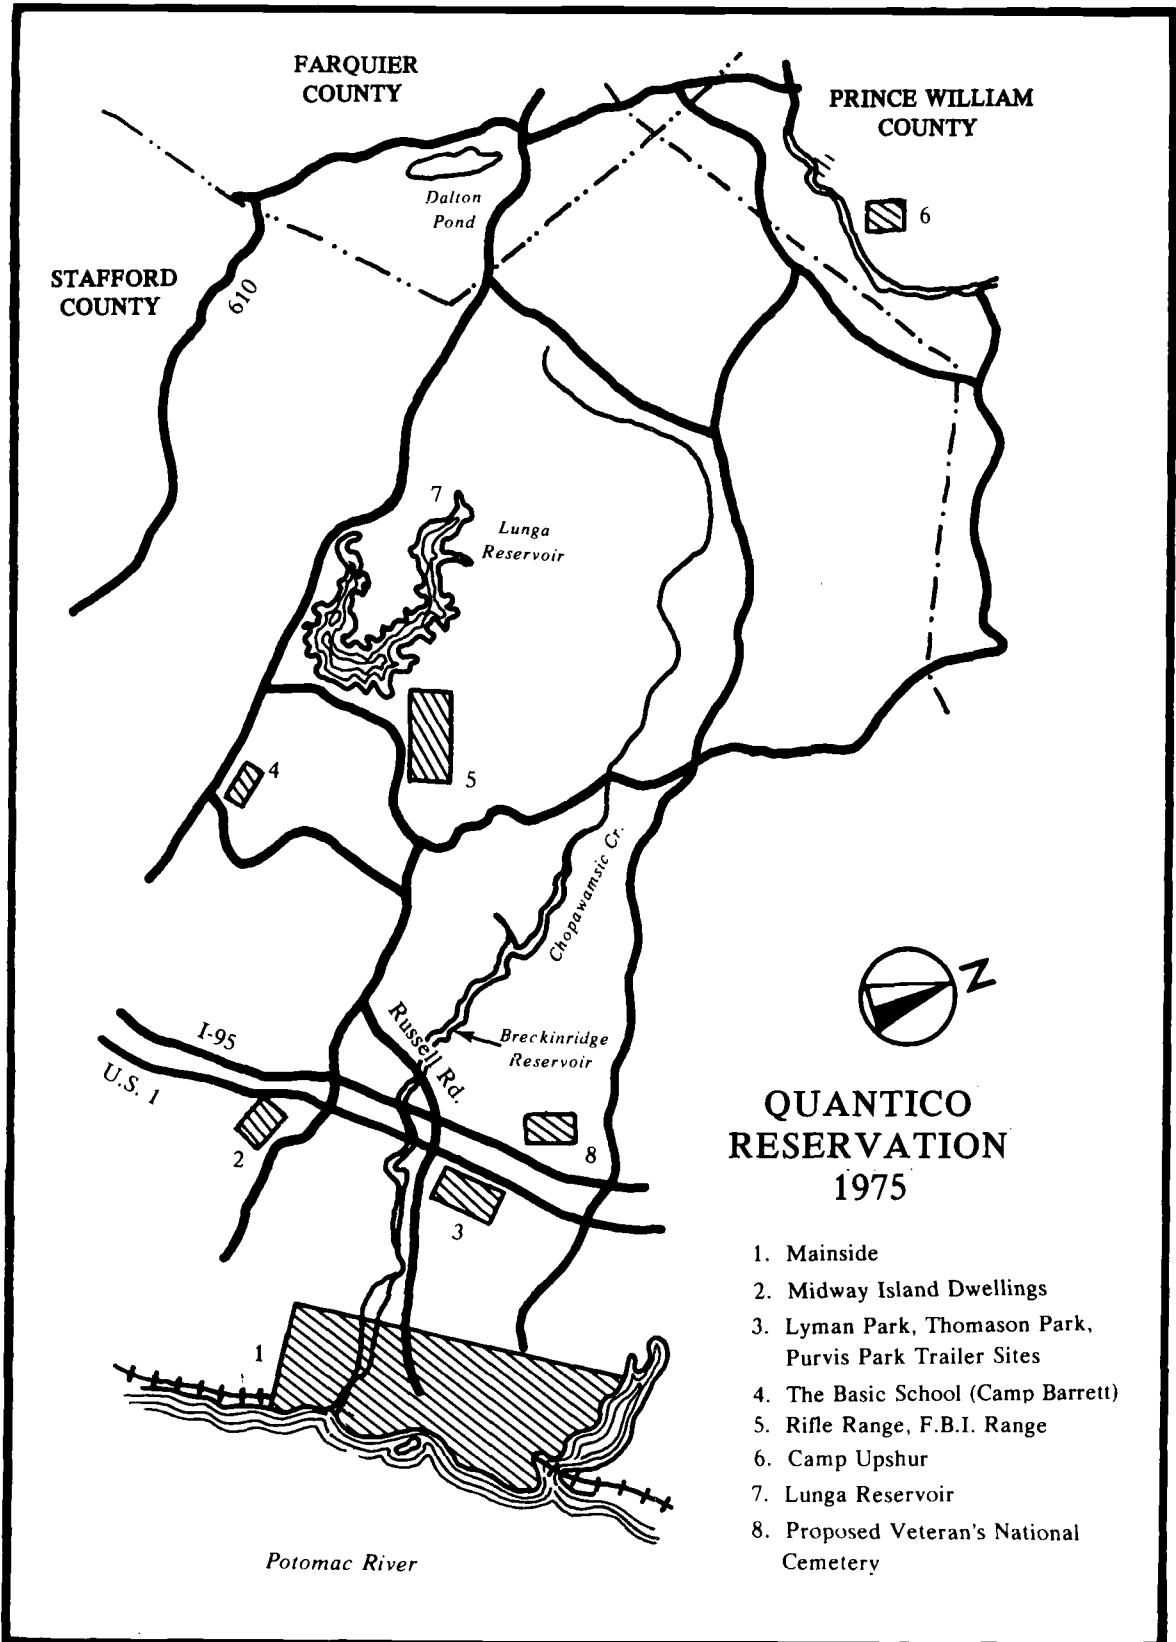 FARQUIER
COUNTY
PRINCE WILLIAM
COUNTY
Dalton
Pond
6
STAFFORD
COUNTY
610
7
Lunga
Reservoir
4
5
Chopawamsic Cr.
N
Russell Rd.
I-95
Breckinridge
Reservoir
U.S. 1
2
8
3
QUANTICO
RESERVATION
1975
1
1. Mainside
2. Midway Island Dwellings
3. Lyman Park, Thomason Park,
Purvis Park Trailer Sites
4. The Basic School (Camp Barrett)
5. Rifle Range, F.B.I. Range
6. Camp Upshur
7. Lunga Reservoir
8. Proposed Veteran's National
Cemetery
Potomac River